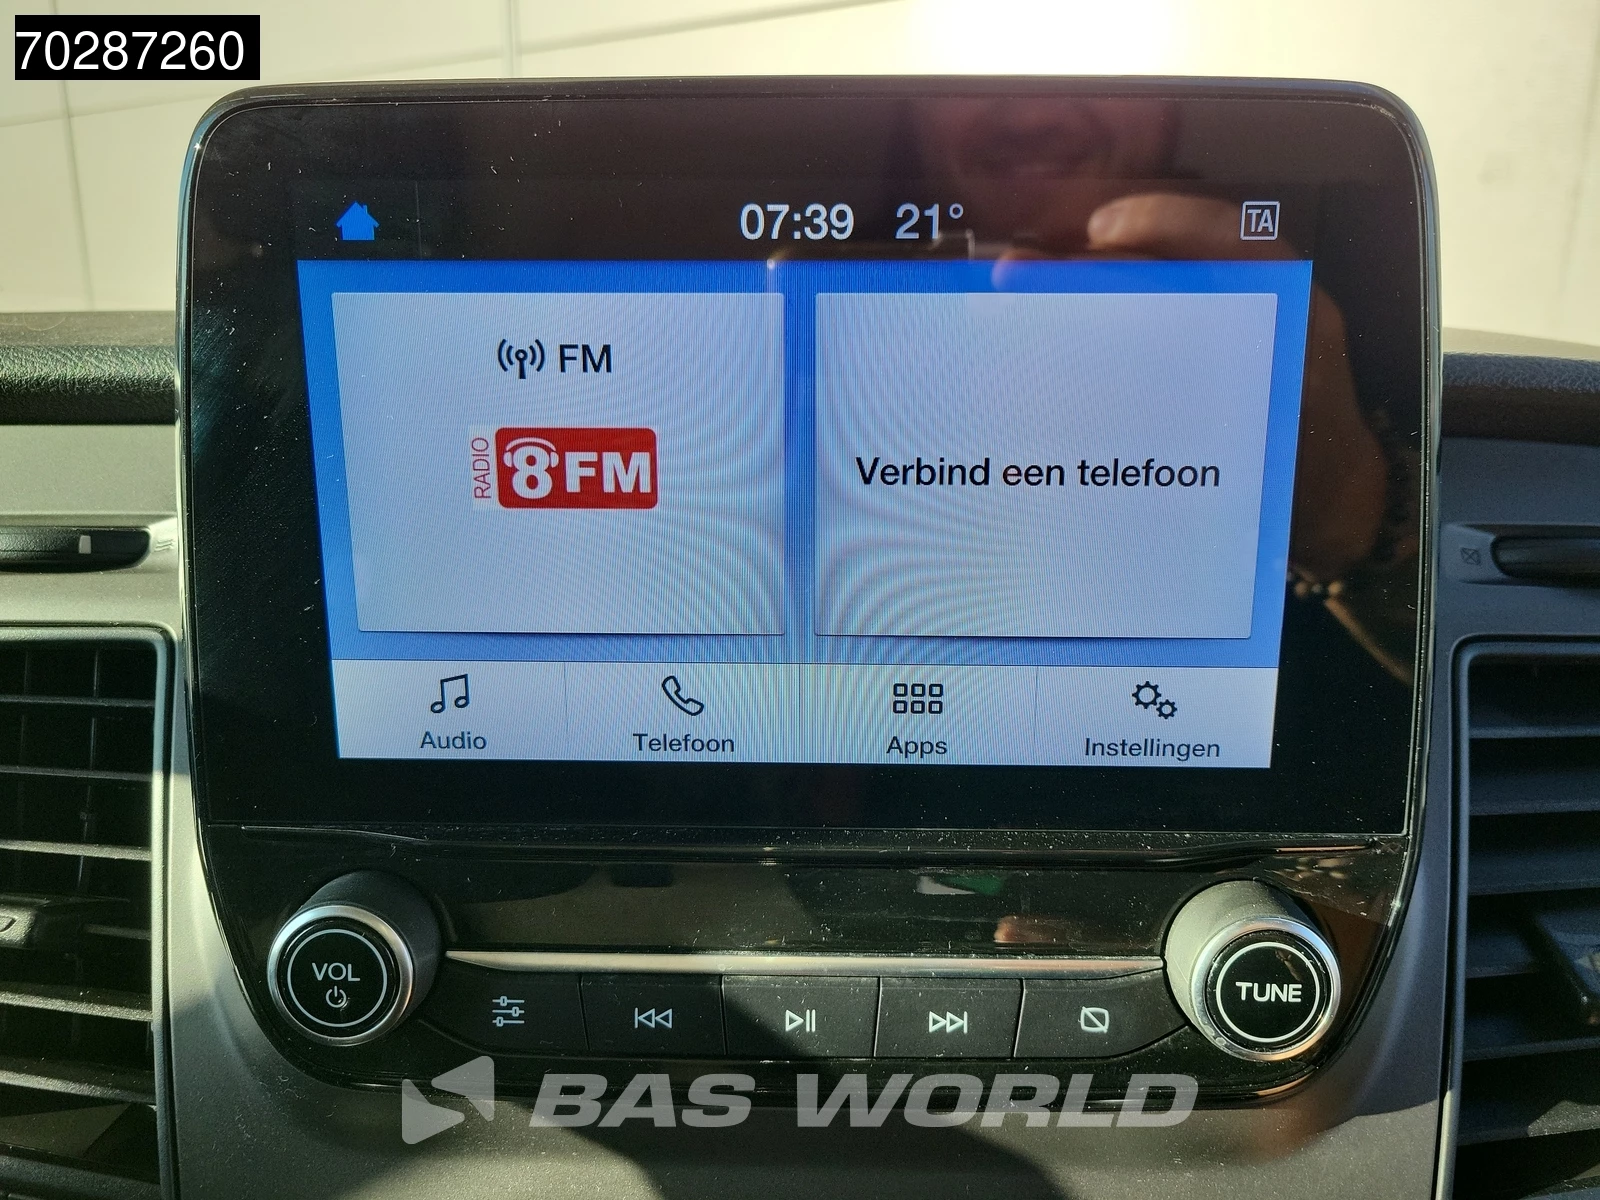 70287260
07:39 21° TA
FM
RADIO 8FM
Verbind een telefoon
Audio Telefoon Apps Instellingen
VOL
TUNE
BAS WORLD